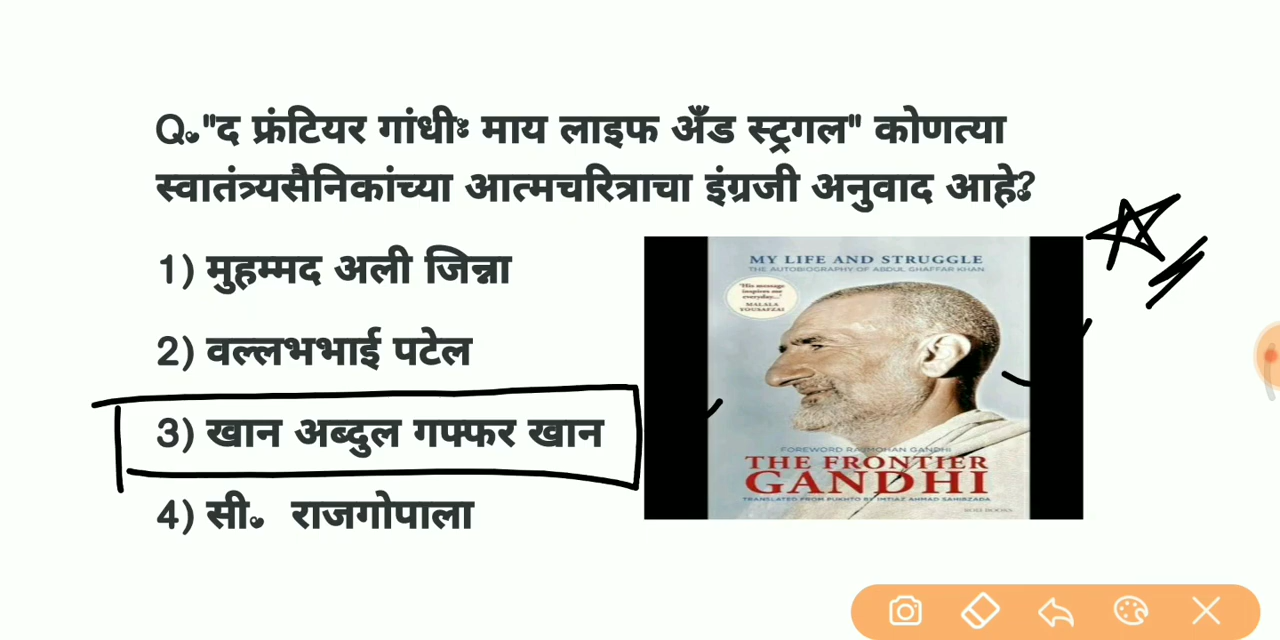 Q."द फ्रंटियर गांधीः माय लाइफ अँड स्ट्रगल" कोणत्या
स्वातंत्र्यसैनिकांच्या आत्मचरित्राचा इंग्रजी अनुवाद आहे?
1) मुहम्मद अली जिन्ना
2) वल्लभभाई पटेल
3) खान अब्दुल गफ्फर खान
4) सी. राजगोपाला
MY LIFE AND STRUGGLE
THE AUTOBIOGRAPHY OF ABDUL GHAFFAR KHAN
'His message
inspires me
everyday...'
MALALA
YOUSAFZAI
FOREWORD RAJMOHAN GANDHI
THE FRONTIER
GANDHI
TRANSLATED FROM PUKHTO BY IMTIAZ AHMAD SAHIBZADA
ROLI BOOKS